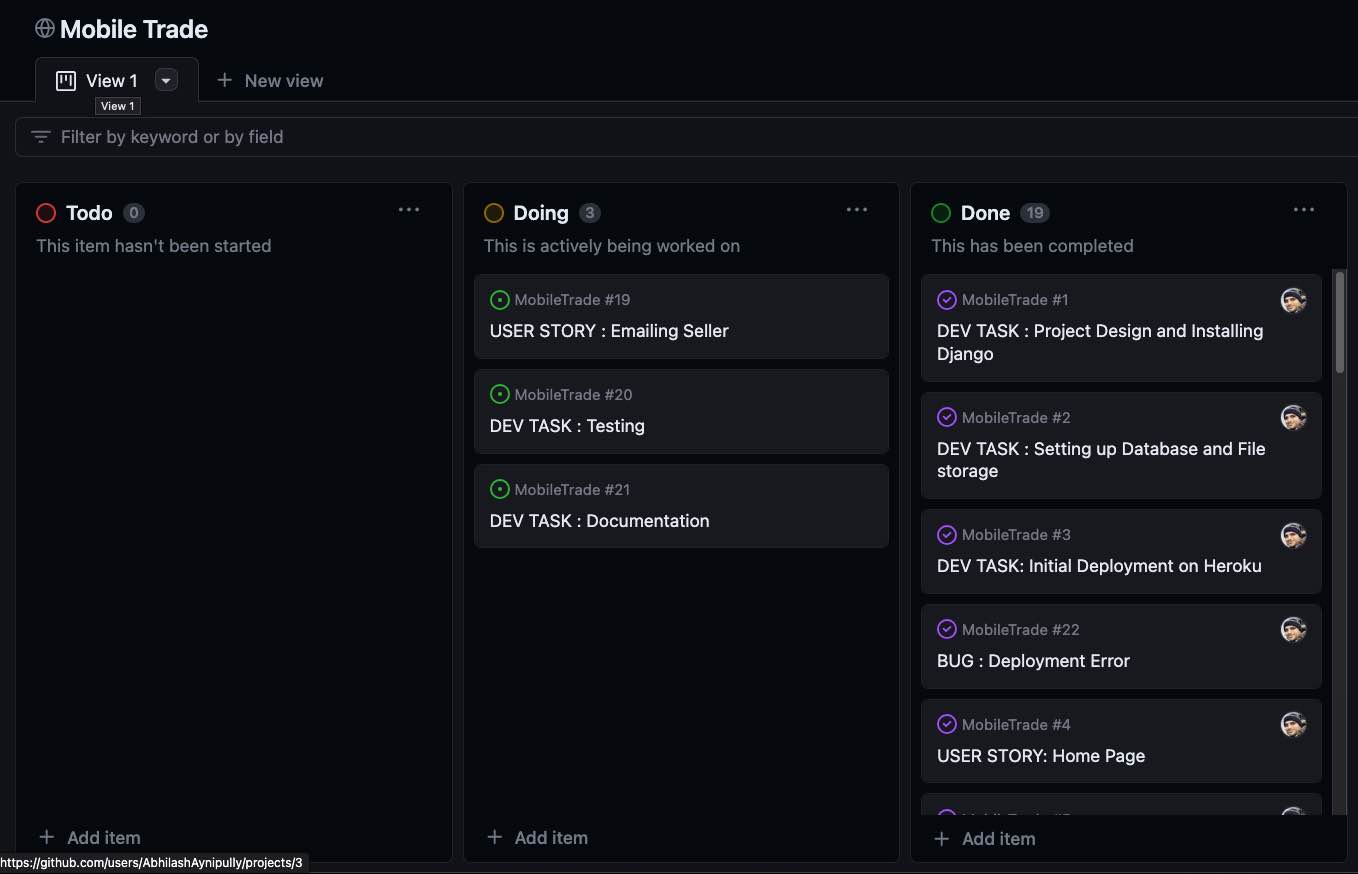 Mobile Trade
View 1
New view
View 1
Filter by keyword or by field
Todo 0
This item hasn't been started
Add item
Doing 3
This is actively being worked on
MobileTrade #19
USER STORY : Emailing Seller
MobileTrade #20
DEV TASK : Testing
MobileTrade #21
DEV TASK : Documentation
Add item
Done 19
This has been completed
MobileTrade #1
DEV TASK : Project Design and Installing
Django
MobileTrade #2
DEV TASK : Setting up Database and File
storage
MobileTrade #3
DEV TASK: Initial Deployment on Heroku
MobileTrade #22
BUG : Deployment Error
MobileTrade #4
USER STORY: Home Page
Add item
https://github.com/users/AbhilashAynipully/projects/3